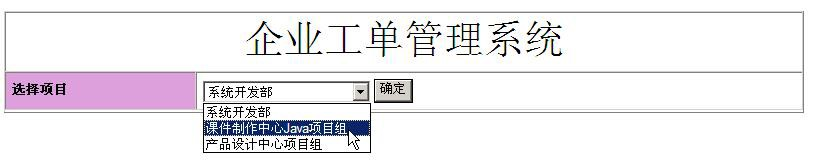 企业工单管理系统
选择项目
系统开发部
确定
系统开发部
课件制作中心Java项目组
产品设计中心项目组